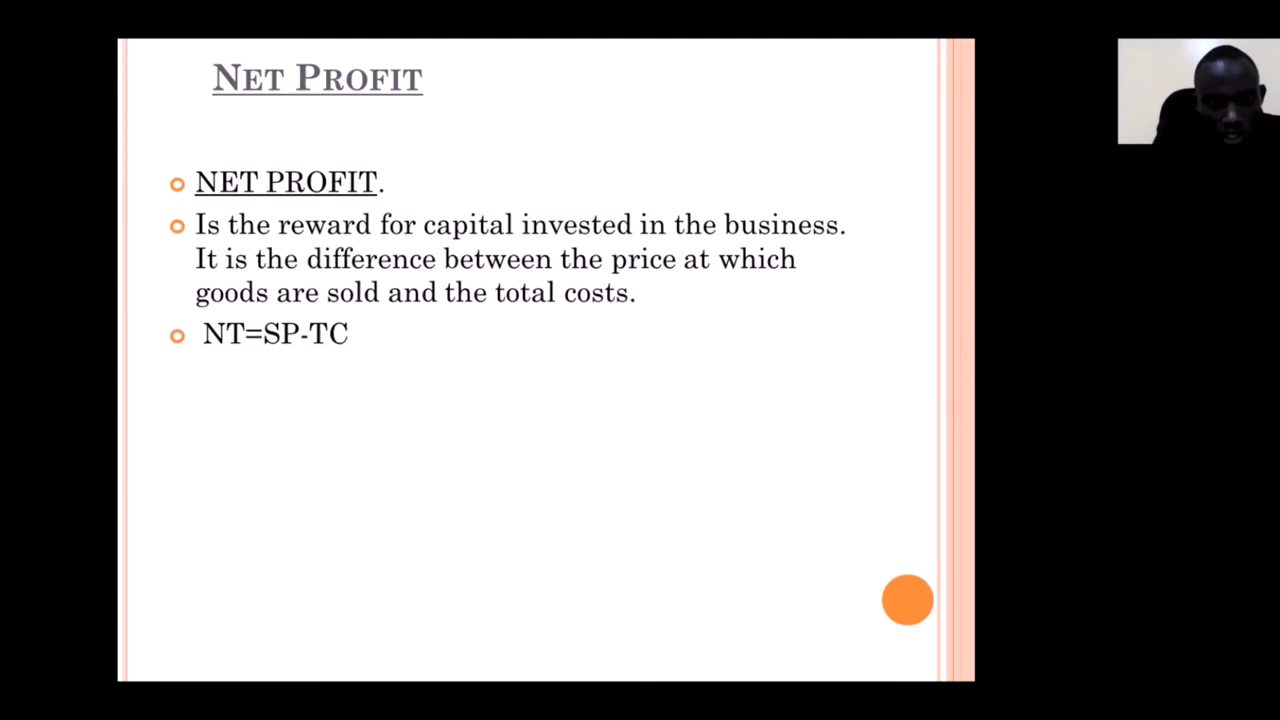 NET PROFIT
NET PROFIT.
Is the reward for capital invested in the business.
It is the difference between the price at which
goods are sold and the total costs.
NT=SP-TC